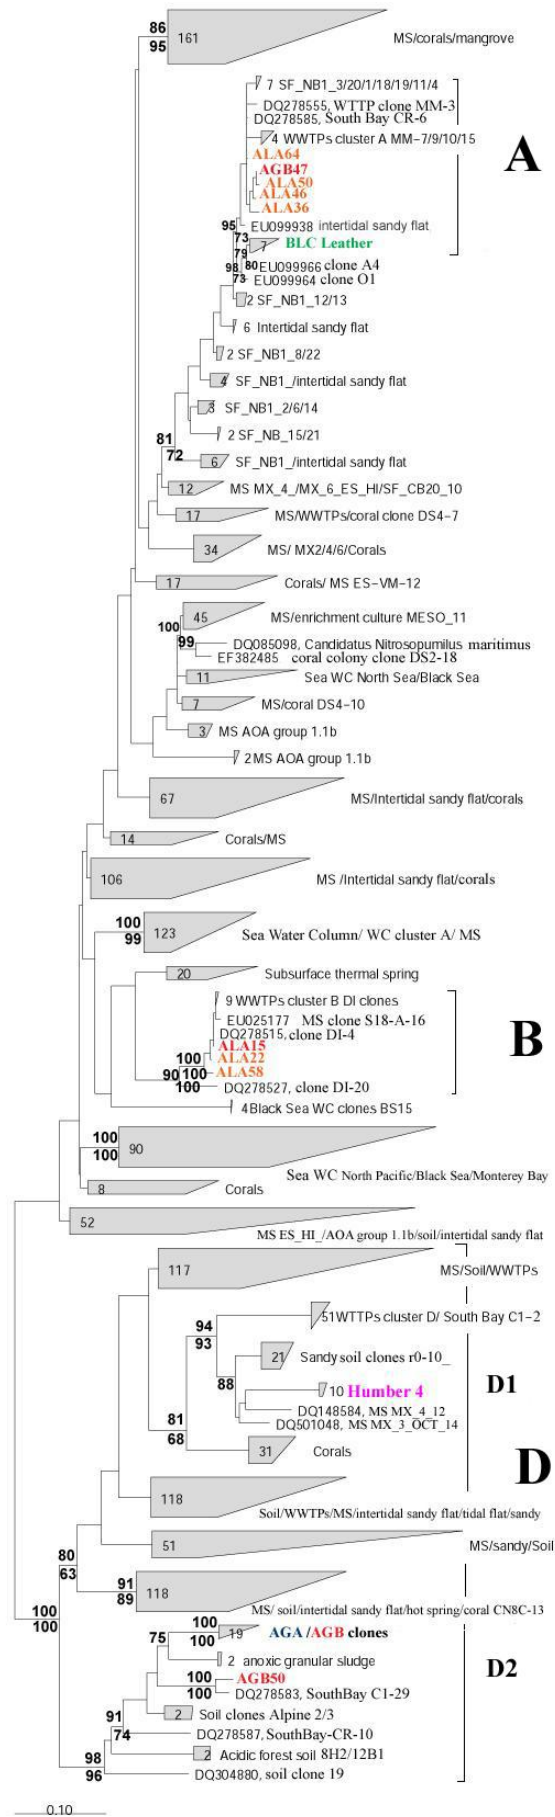 86
95
161
MS/corals/mangrove
7 SF_NB1_3/20/1/18/19/11/4
DQ278555, WTTP clone MM-3
DQ278585, South Bay CR-6
4 WWTPs cluster A MM-7/9/10/15
ALA64
AGB47
ALA50
ALA46
ALA36
A
95
EU099938 intertidal sandy flat
73
7
BLC Leather
79
98
80
EU099966 clone A4
73
EU099964 clone O1
2 SF_NB1_12/13
6 Intertidal sandy flat
2 SF_NB1_8/22
4 SF_NB1_/intertidal sandy flat
3 SF_NB1_2/6/14
2 SF_NB_15/21
81
72
6 SF_NB1_/intertidal sandy flat
12 MS MX_4_/MX_6_ES_HI/SF_CB20_10
17 MS/WWTPs/coral clone DS4-7
34 MS/ MX2/4/6/Corals
17 Corals/ MS ES-VM-12
45 MS/enrichment culture MESO_11
100
99
DQ085098, Candidatus Nitrosopumilus maritimus
EF382485 coral colony clone DS2-18
11 Sea WC North Sea/Black Sea
7 MS/coral DS4-10
3 MS AOA group 1.1b
2 MS AOA group 1.1b
67 MS/Intertidal sandy flat/corals
14 Corals/MS
106 MS /Intertidal sandy flat/corals
100
99
123 Sea Water Column/ WC cluster A/ MS
20 Subsurface thermal spring
9 WWTPs cluster B DI clones
EU025177 MS clone S18-A-16
DQ278515, clone DI-4
ALA15
100
ALA22
90 100
ALA58
100
DQ278527, clone DI-20
B
4 Black Sea WC clones BS15
100
100
90
Sea WC North Pacific/Black Sea/Monterey Bay
8 Corals
52
MS ES_HI_/AOA group 1.1b/soil/intertidal sandy flat
117
MS/Soil/WWTPs
51 WTTPs cluster D/ South Bay C1-2
94
93
21 Sandy soil clones r0-10_
88
10 Humber 4
D1
DQ148584, MS MX_4_12
81
DQ501048, MS MX_3_OCT_14
68
31 Corals
D
118
Soil/WWTPs/MS/intertidal sandy flat/tidal flat/sandy
51 MS/sandy/Soil
80
63
91
89
118
MS/ soil/intertidal sandy flat/hot spring/coral CN8C-13
100
100
100
100
19 AGA /AGB clones
75
2 anoxic granular sludge
D2
100
AGB50
100
DQ278583, SouthBay C1-29
2 Soil clones Alpine 2/3
91
74
DQ278587, SouthBay-CR-10
98
2 Acidic forest soil 8H2/12B1
96
DQ304880, soil clone 19
0.10